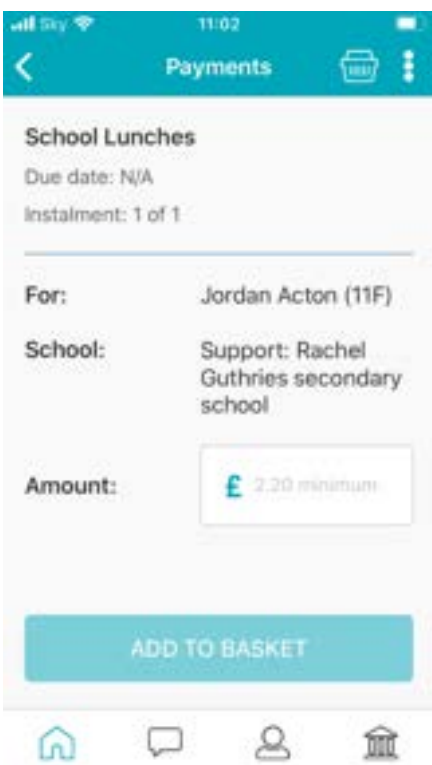 Sky 11:02
Payments
School Lunches
Due date: N/A
Instalment: 1 of 1
For: Jordan Acton (11F)
School: Support: Rachel
Guthries secondary
school
Amount: £ 2.20 minimum
ADD TO BASKET